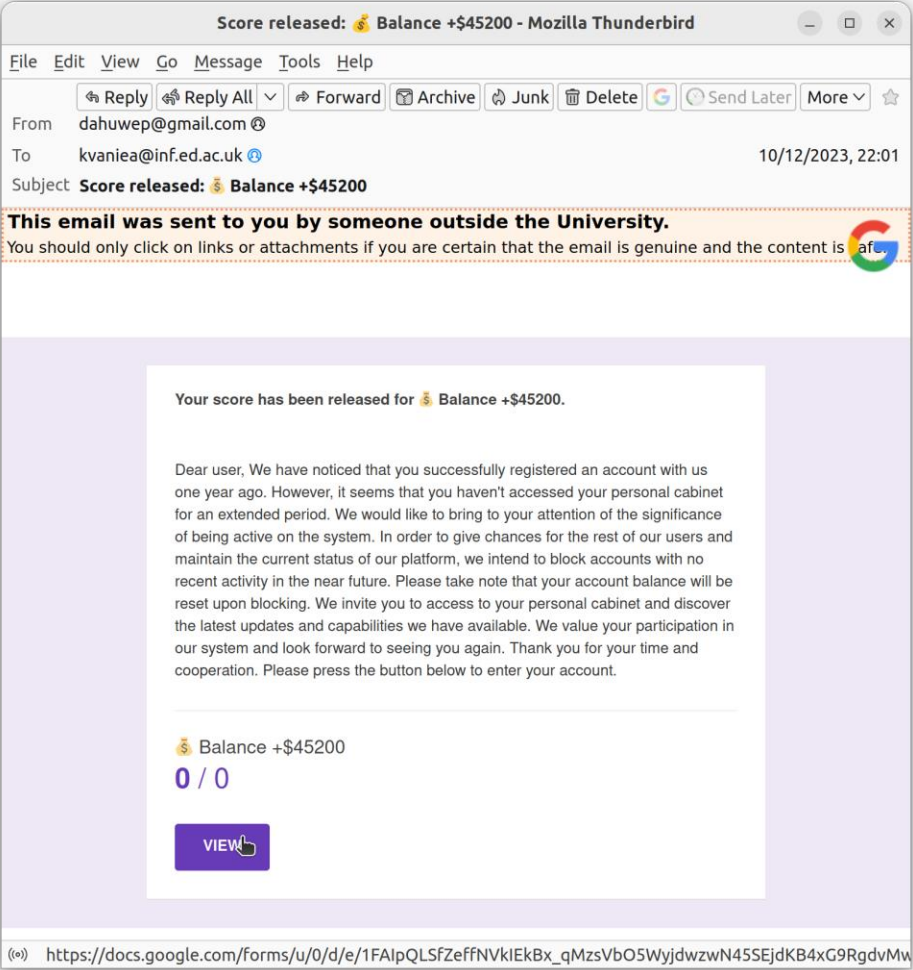 Score released: 💰 Balance +$45200 - Mozilla Thunderbird
File Edit View Go Message Tools Help
Reply Reply All Forward Archive Junk Delete Send Later More
From dahuwep@gmail.com
To kvaniea@inf.ed.ac.uk 10/12/2023, 22:01
Subject Score released: 💰 Balance +$45200
This email was sent to you by someone outside the University.
You should only click on links or attachments if you are certain that the email is genuine and the content is
Your score has been released for 💰 Balance +$45200.
Dear user, We have noticed that you successfully registered an account with us
one year ago. However, it seems that you haven't accessed your personal cabinet
for an extended period. We would like to bring to your attention of the significance
of being active on the system. In order to give chances for the rest of our users and
maintain the current status of our platform, we intend to block accounts with no
recent activity in the near future. Please take note that your account balance will be
reset upon blocking. We invite you to access to your personal cabinet and discover
the latest updates and capabilities we have available. We value your participation in
our system and look forward to seeing you again. Thank you for your time and
cooperation. Please press the button below to enter your account.
💰 Balance +$45200
0 / 0
VIEW
https://docs.google.com/forms/u/0/d/e/1FAIpQLSfZeffNVkIEkBx_qMzsVbO5WyjdwzwN45SEjdKB4xG9RgdvMw